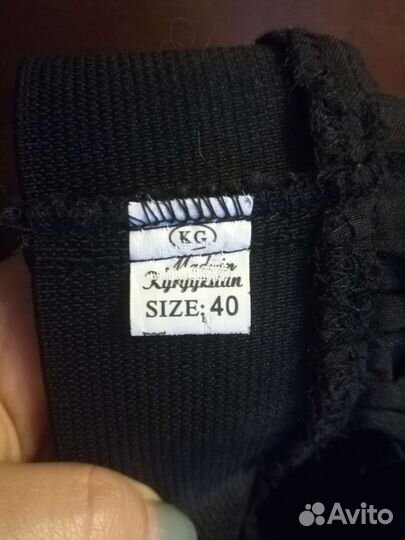 KG
Made in
Kyrgyzstan
SIZE: 40
Avito